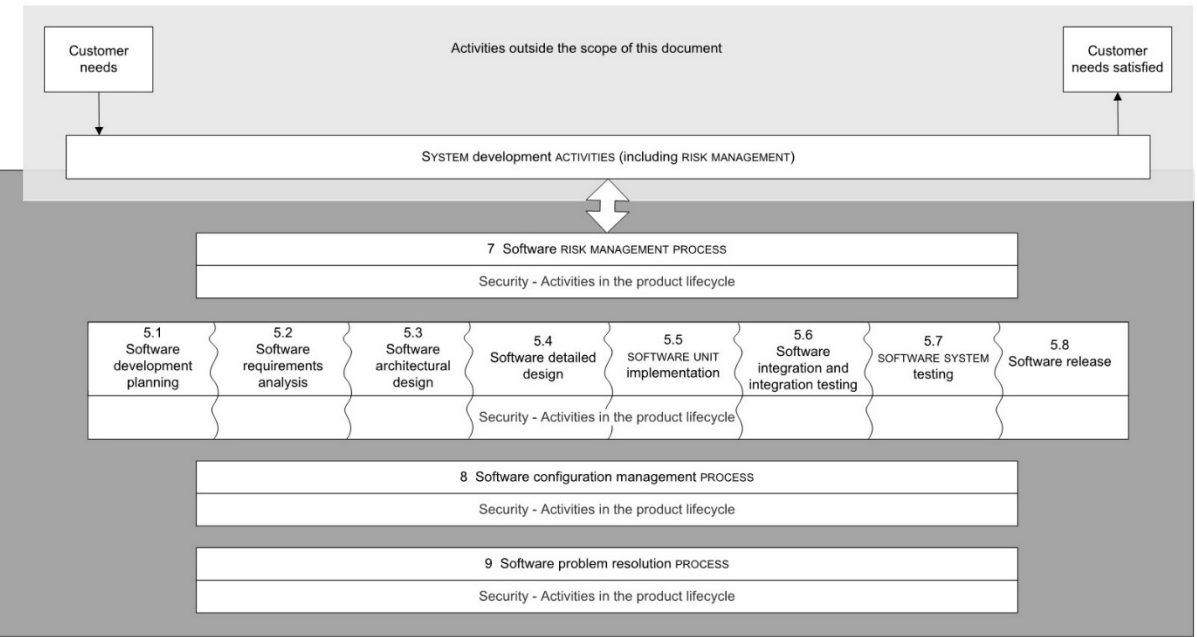 Customer
needs
Activities outside the scope of this document
Customer
needs satisfied
SYSTEM development ACTIVITIES (including RISK MANAGEMENT)
7 Software RISK MANAGEMENT PROCESS
Security - Activities in the product lifecycle
5.1
Software
development
planning
5.2
Software
requirements
analysis
5.3
Software
architectural
design
5.4
Software detailed
design
5.5
SOFTWARE UNIT
implementation
5.6
Software
integration and
integration testing
5.7
SOFTWARE SYSTEM
testing
5.8
Software release
Security - Activities in the product lifecycle
8 Software configuration management PROCESS
Security - Activities in the product lifecycle
9 Software problem resolution PROCESS
Security - Activities in the product lifecycle